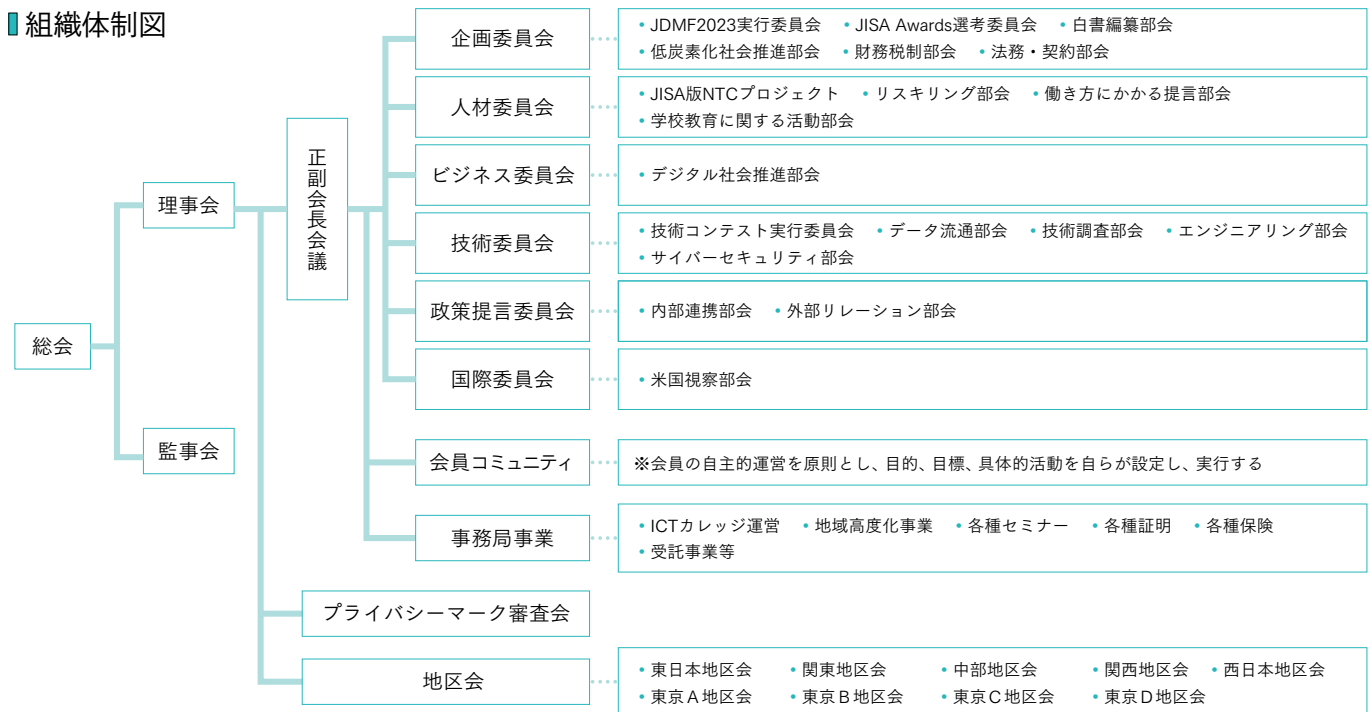 組織体制図
総会
理事会
監事会
正副会長会議
企画委員会
・JDMF2023実行委員会 ・JISA Awards選考委員会 ・白書編纂部会
・低炭素化社会推進部会 ・財務税制部会 ・法務・契約部会
人材委員会
・JISA版NTCプロジェクト ・リスキリング部会 ・働き方にかかる提言部会
・学校教育に関する活動部会
ビジネス委員会
・デジタル社会推進部会
技術委員会
・技術コンテスト実行委員会 ・データ流通部会 ・技術調査部会 ・エンジニアリング部会
・サイバーセキュリティ部会
政策提言委員会
・内部連携部会 ・外部リレーション部会
国際委員会
・米国視察部会
会員コミュニティ
※会員の自主的運営を原則とし、目的、目標、具体的活動を自らが設定し、実行する
事務局事業
・ICTカレッジ運営 ・地域高度化事業 ・各種セミナー ・各種証明 ・各種保険
・受託事業等
プライバシーマーク審査会
地区会
・東日本地区会 ・関東地区会 ・中部地区会 ・関西地区会 ・西日本地区会
・東京A地区会 ・東京B地区会 ・東京C地区会 ・東京D地区会